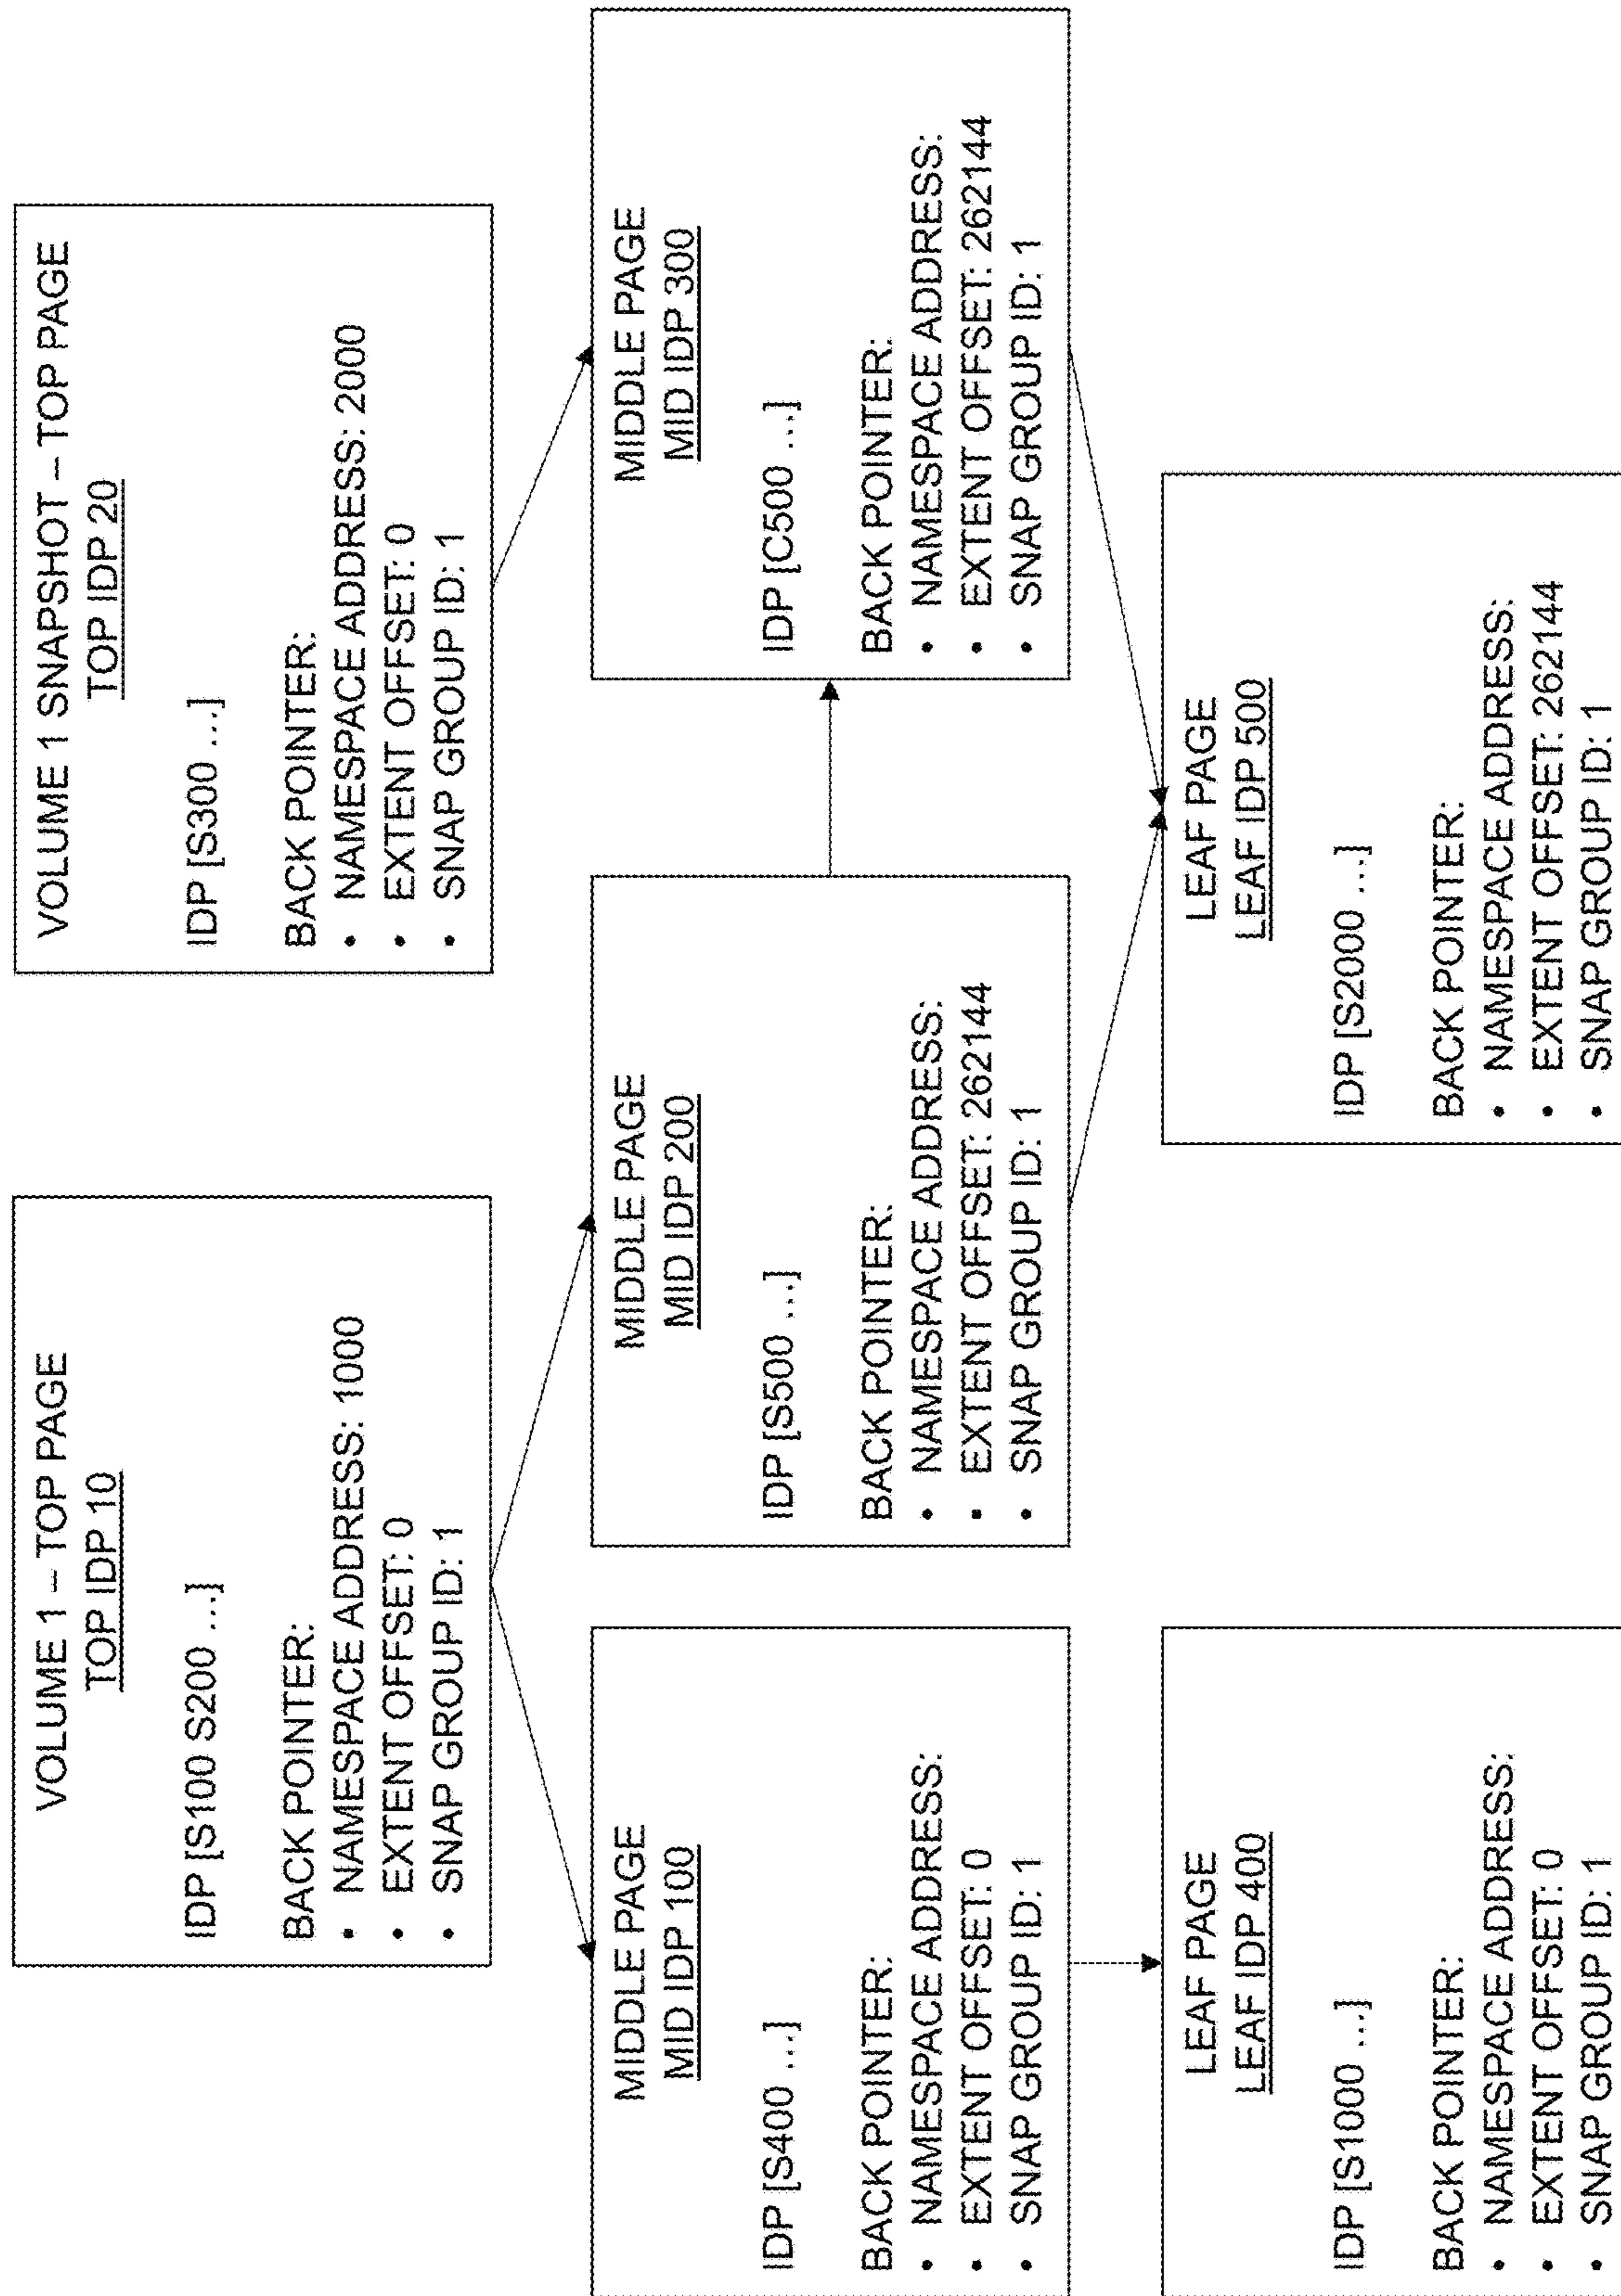 VOLUME 1 – TOP PAGE
TOP IDP 10
IDP [S100 S200 ...]
BACK POINTER:
• NAMESPACE ADDRESS: 1000
• EXTENT OFFSET: 0
• SNAP GROUP ID: 1
VOLUME 1 SNAPSHOT – TOP PAGE
TOP IDP 20
IDP [S300 ...]
BACK POINTER:
• NAMESPACE ADDRESS: 2000
• EXTENT OFFSET: 0
• SNAP GROUP ID: 1
MIDDLE PAGE
MID IDP 100
IDP [S400 ...]
BACK POINTER:
• NAMESPACE ADDRESS:
• EXTENT OFFSET: 0
• SNAP GROUP ID: 1
MIDDLE PAGE
MID IDP 200
IDP [S500 ...]
BACK POINTER:
• NAMESPACE ADDRESS:
• EXTENT OFFSET: 262144
• SNAP GROUP ID: 1
MIDDLE PAGE
MID IDP 300
IDP [C500 ...]
BACK POINTER:
• NAMESPACE ADDRESS:
• EXTENT OFFSET: 262144
• SNAP GROUP ID: 1
LEAF PAGE
LEAF IDP 400
IDP [S1000 ...]
BACK POINTER:
• NAMESPACE ADDRESS:
• EXTENT OFFSET: 0
• SNAP GROUP ID: 1
LEAF PAGE
LEAF IDP 500
IDP [S2000 ...]
BACK POINTER:
• NAMESPACE ADDRESS:
• EXTENT OFFSET: 262144
• SNAP GROUP ID: 1